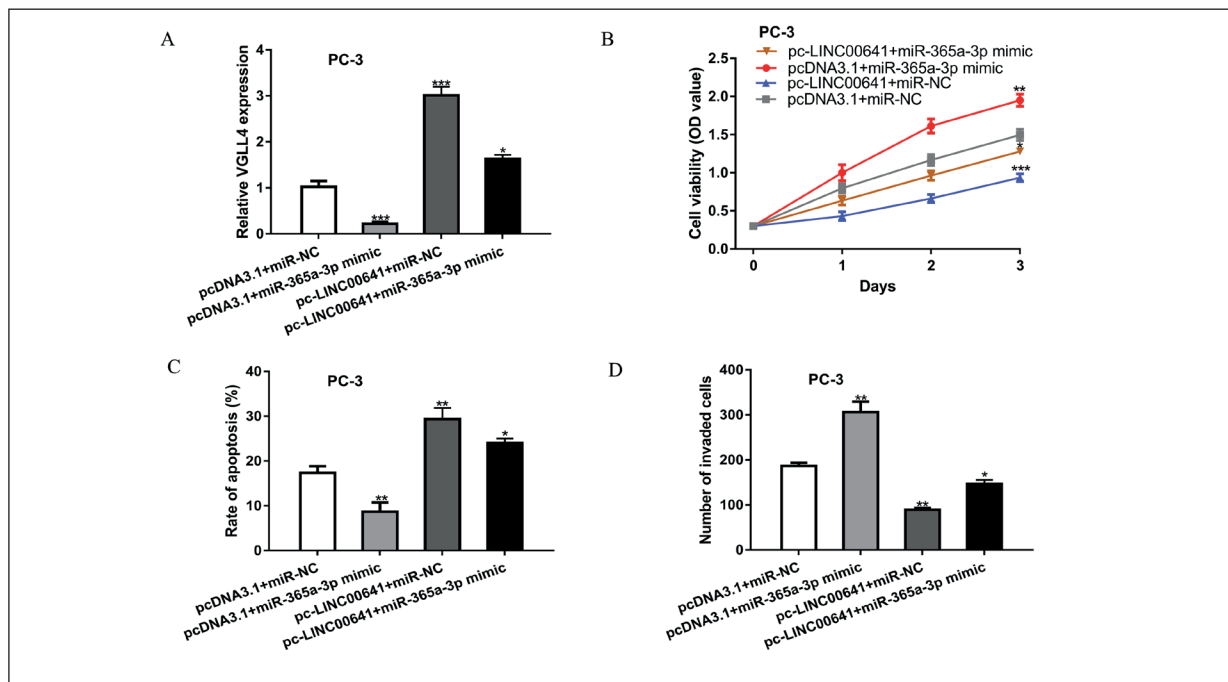 A
PC-3
Relative VGLL4 expression
4
3
2
1
0
***
***
*
pcDNA3.1+miR-NC
pcDNA3.1+miR-365a-3p mimic
pc-LINC00641+miR-NC
pc-LINC00641+miR-365a-3p mimic
B
PC-3
pc-LINC00641+miR-365a-3p mimic
pcDNA3.1+miR-365a-3p mimic
pc-LINC00641+miR-NC
pcDNA3.1+miR-NC
Cell viability (OD value)
2.5
2.0
1.5
1.0
0.5
0.0
**
*
***
0 1 2 3
Days
C
PC-3
Rate of apoptosis (%)
40
30
20
10
0
**
**
*
pcDNA3.1+miR-NC
pcDNA3.1+miR-365a-3p mimic
pc-LINC00641+miR-NC
pc-LINC00641+miR-365a-3p mimic
D
PC-3
Number of invaded cells
400
300
200
100
0
**
**
*
pcDNA3.1+miR-NC
pcDNA3.1+miR-365a-3p mimic
pc-LINC00641+miR-NC
pc-LINC00641+miR-365a-3p mimic